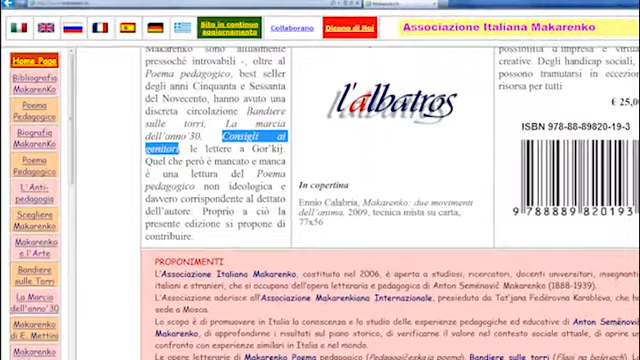 Sito in continuo
aggiornamento
Collaborano
Dicono di Noi
Associazione Italiana Makarenko
Home Page
Bibliografia
Makarenko
Poema
Pedagogico
Biografia
Makarenko
Poema
Pedagogico
L'Anti-
pedagogia
Scegliere
Makarenko
Makarenko
e l'Arte
Bandiere
sulle Torri
La Marcia
dell'anno'30
Makarenko
di E. Mettini
Makarenko sono attualmente
pressoché introvabili -, oltre al
Poema pedagogico, best seller
degli anni Cinquanta e Sessanta
del Novecento, hanno avuto una
discreta circolazione Bandiere
sulle torri, La marcia
dell'anno'30, Consigli ai
genitori, le lettere a Gor'kij.
Quel che però è mancato e manca
è una lettura del Poema
pedagogico non ideologica e
davvero corrispondente al dettato
dell'autore. Proprio a ciò la
presente edizione si propone di
contribuire.
l'albatros
In copertina
Ennio Calabria, Makarenko: due movimenti
dell'anima, 2009, tecnica mista su carta,
77x56
possibilità d'impresa e virtù
creative. Degli handicap sociali,
possono tramutarsi in eccezioni
risorsa per tutti
€ 25,0
ISBN 978-88-89820-19-3
9 788889 820193
PROPONIMENTI
L'Associazione Italiana Makarenko, costituita nel 2006, è aperta a studiosi, ricercatori, docenti universitari, insegnanti
italiani e stranieri, che si occupano dell'opera letteraria e pedagogica di Anton Semënovič Makarenko (1888-1939).
L'Associazione aderisce all'Associazione Makarenkiana Internazionale, presieduta da Tat'jana Fedërovna Karablëva, che ha
sede a Mosca.
Lo scopo è di promuovere in Italia la conoscenza e lo studio delle esperienze pedagogiche ed educative di Anton Semënovič
Makarenko, di approfondirne i risultati sul piano storico, di verificarne il valore nel contesto sociale attuale, di aprire un
confronto con esperienze similari in Italia e nel mondo.
Le opere letterarie di Makarenko Poema pedagogico (Pedagogičeskaja poema), Bandiere sulle torri (Flagi na bašnjach)